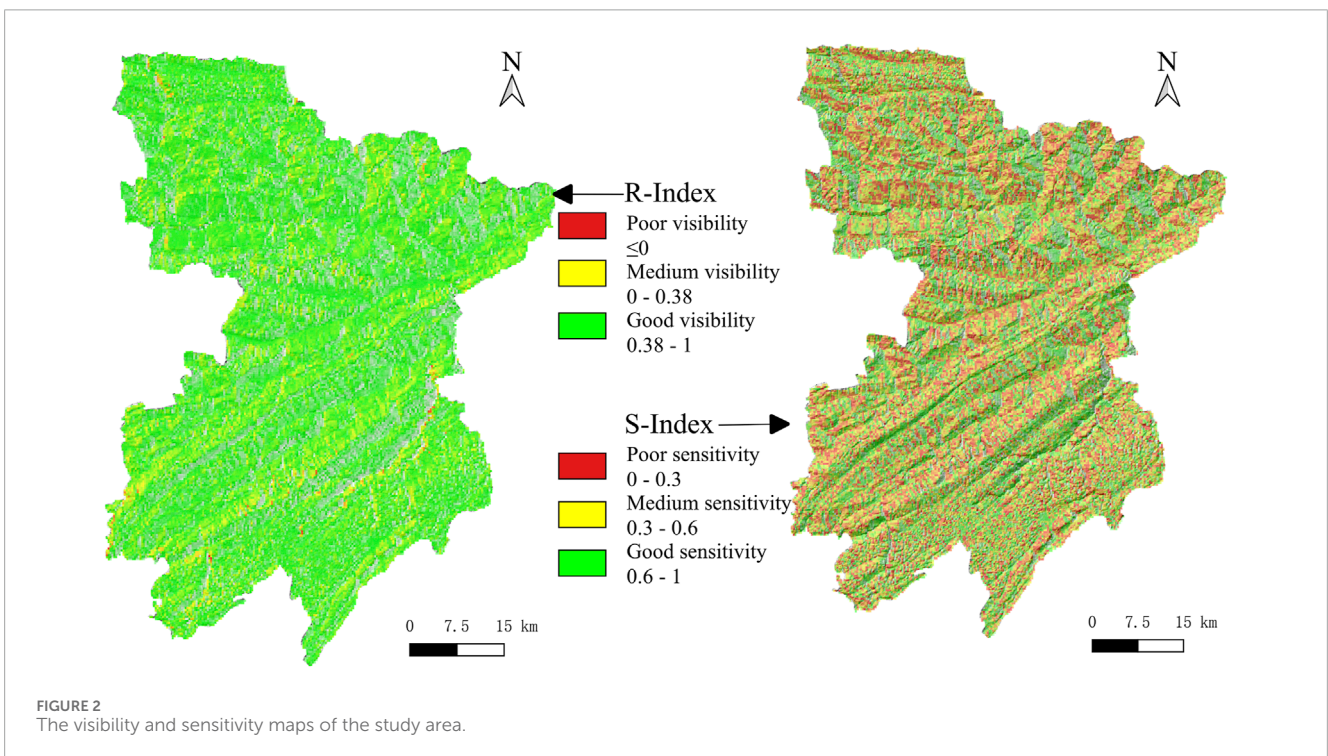 N
N
R-Index
Poor visibility
≤0
Medium visibility
0 - 0.38
Good visibility
0.38 - 1
S-Index
Poor sensitivity
0 - 0.3
Medium sensitivity
0.3 - 0.6
Good sensitivity
0.6 - 1
0 7.5 15 km
0 7.5 15 km
FIGURE 2
The visibility and sensitivity maps of the study area.